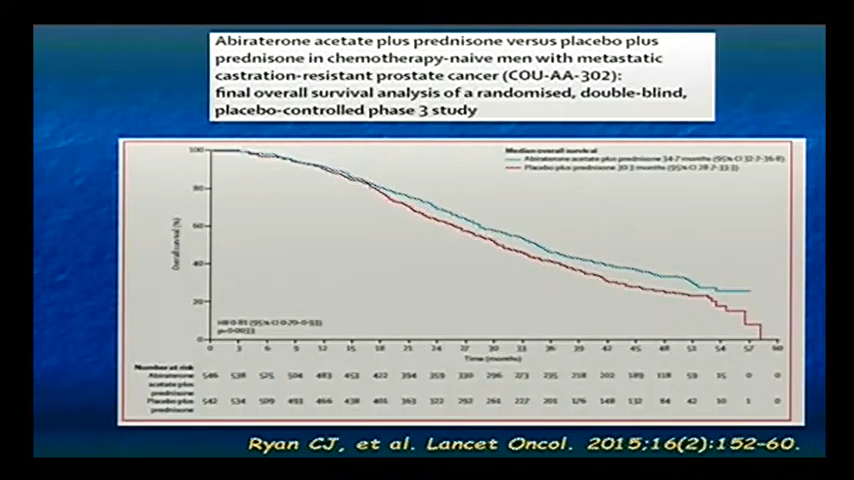 Abiraterone acetate plus prednisone versus placebo plus
prednisone in chemotherapy-naive men with metastatic
castration-resistant prostate cancer (COU-AA-302):
final overall survival analysis of a randomised, double-blind,
placebo-controlled phase 3 study
Median overall survival
Abiraterone acetate plus prednisone 34·7 months (95% CI 32·7–36·8)
Placebo plus prednisone 30·3 months (95% CI 28·7–33·3)
100
80
60
40
20
0
Overall survival (%)
HR 0·81 (95% CI 0·70–0·93)
p=0·0033
0 3 6 9 12 15 18 21 24 27 30 33 36 39 42 45 48 51 54 57 60
Time (months)
Number at risk
Abiraterone 546 538 525 504 483 453 422 394 359 330 296 273 235 218 202 189 118 59 15 0 0
acetate plus
prednisone
Placebo plus 542 534 509 493 466 438 401 363 322 292 261 227 201 176 148 132 84 42 10 1 0
prednisone
Ryan CJ, et al. Lancet Oncol. 2015;16(2):152-60.